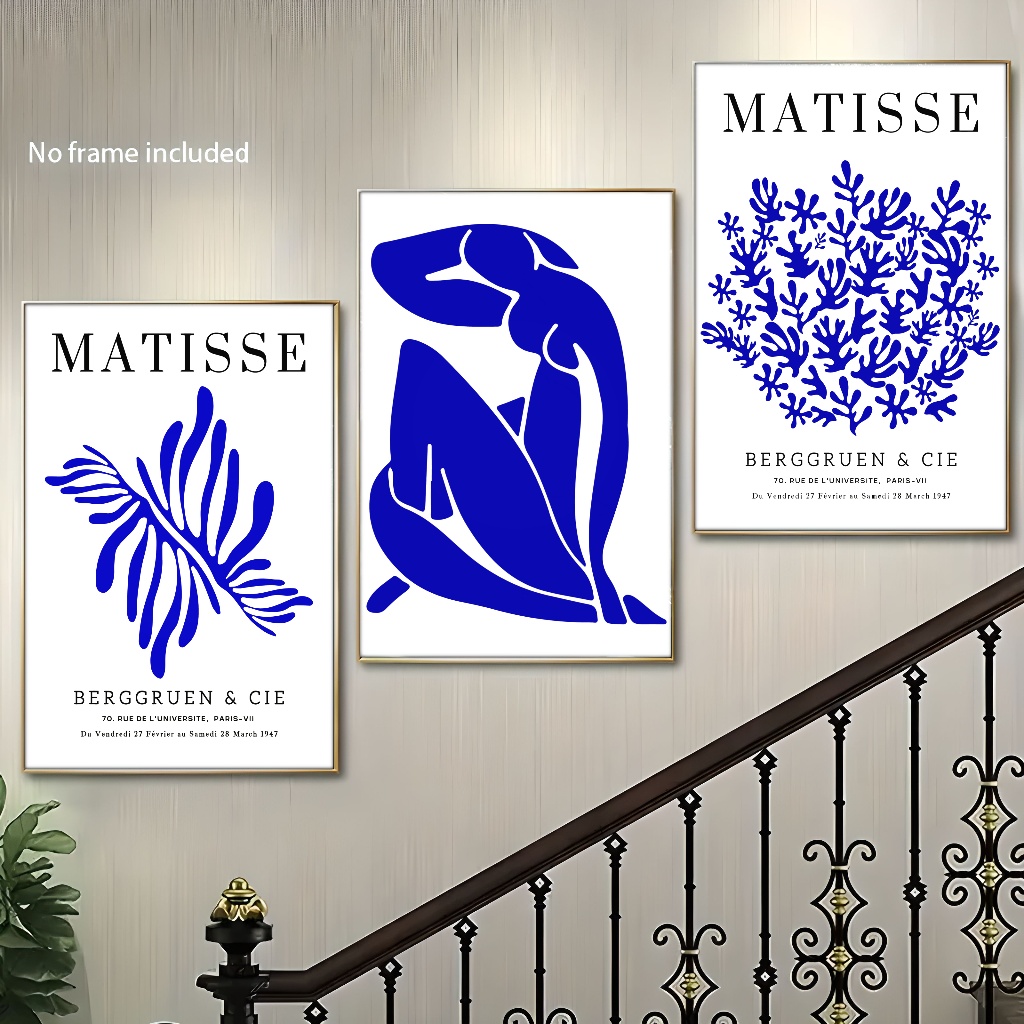 No frame included
MATISSE
BERGGRUEN & CIE
70. RUE DE L'UNIVERSITE, PARIS-VII
Du Vendredi 27 Février au Samedi 28 March 1947
MATISSE
BERGGRUEN & CIE
70. RUE DE L'UNIVERSITE, PARIS-VII
Du Vendredi 27 Février au Samedi 28 March 1947